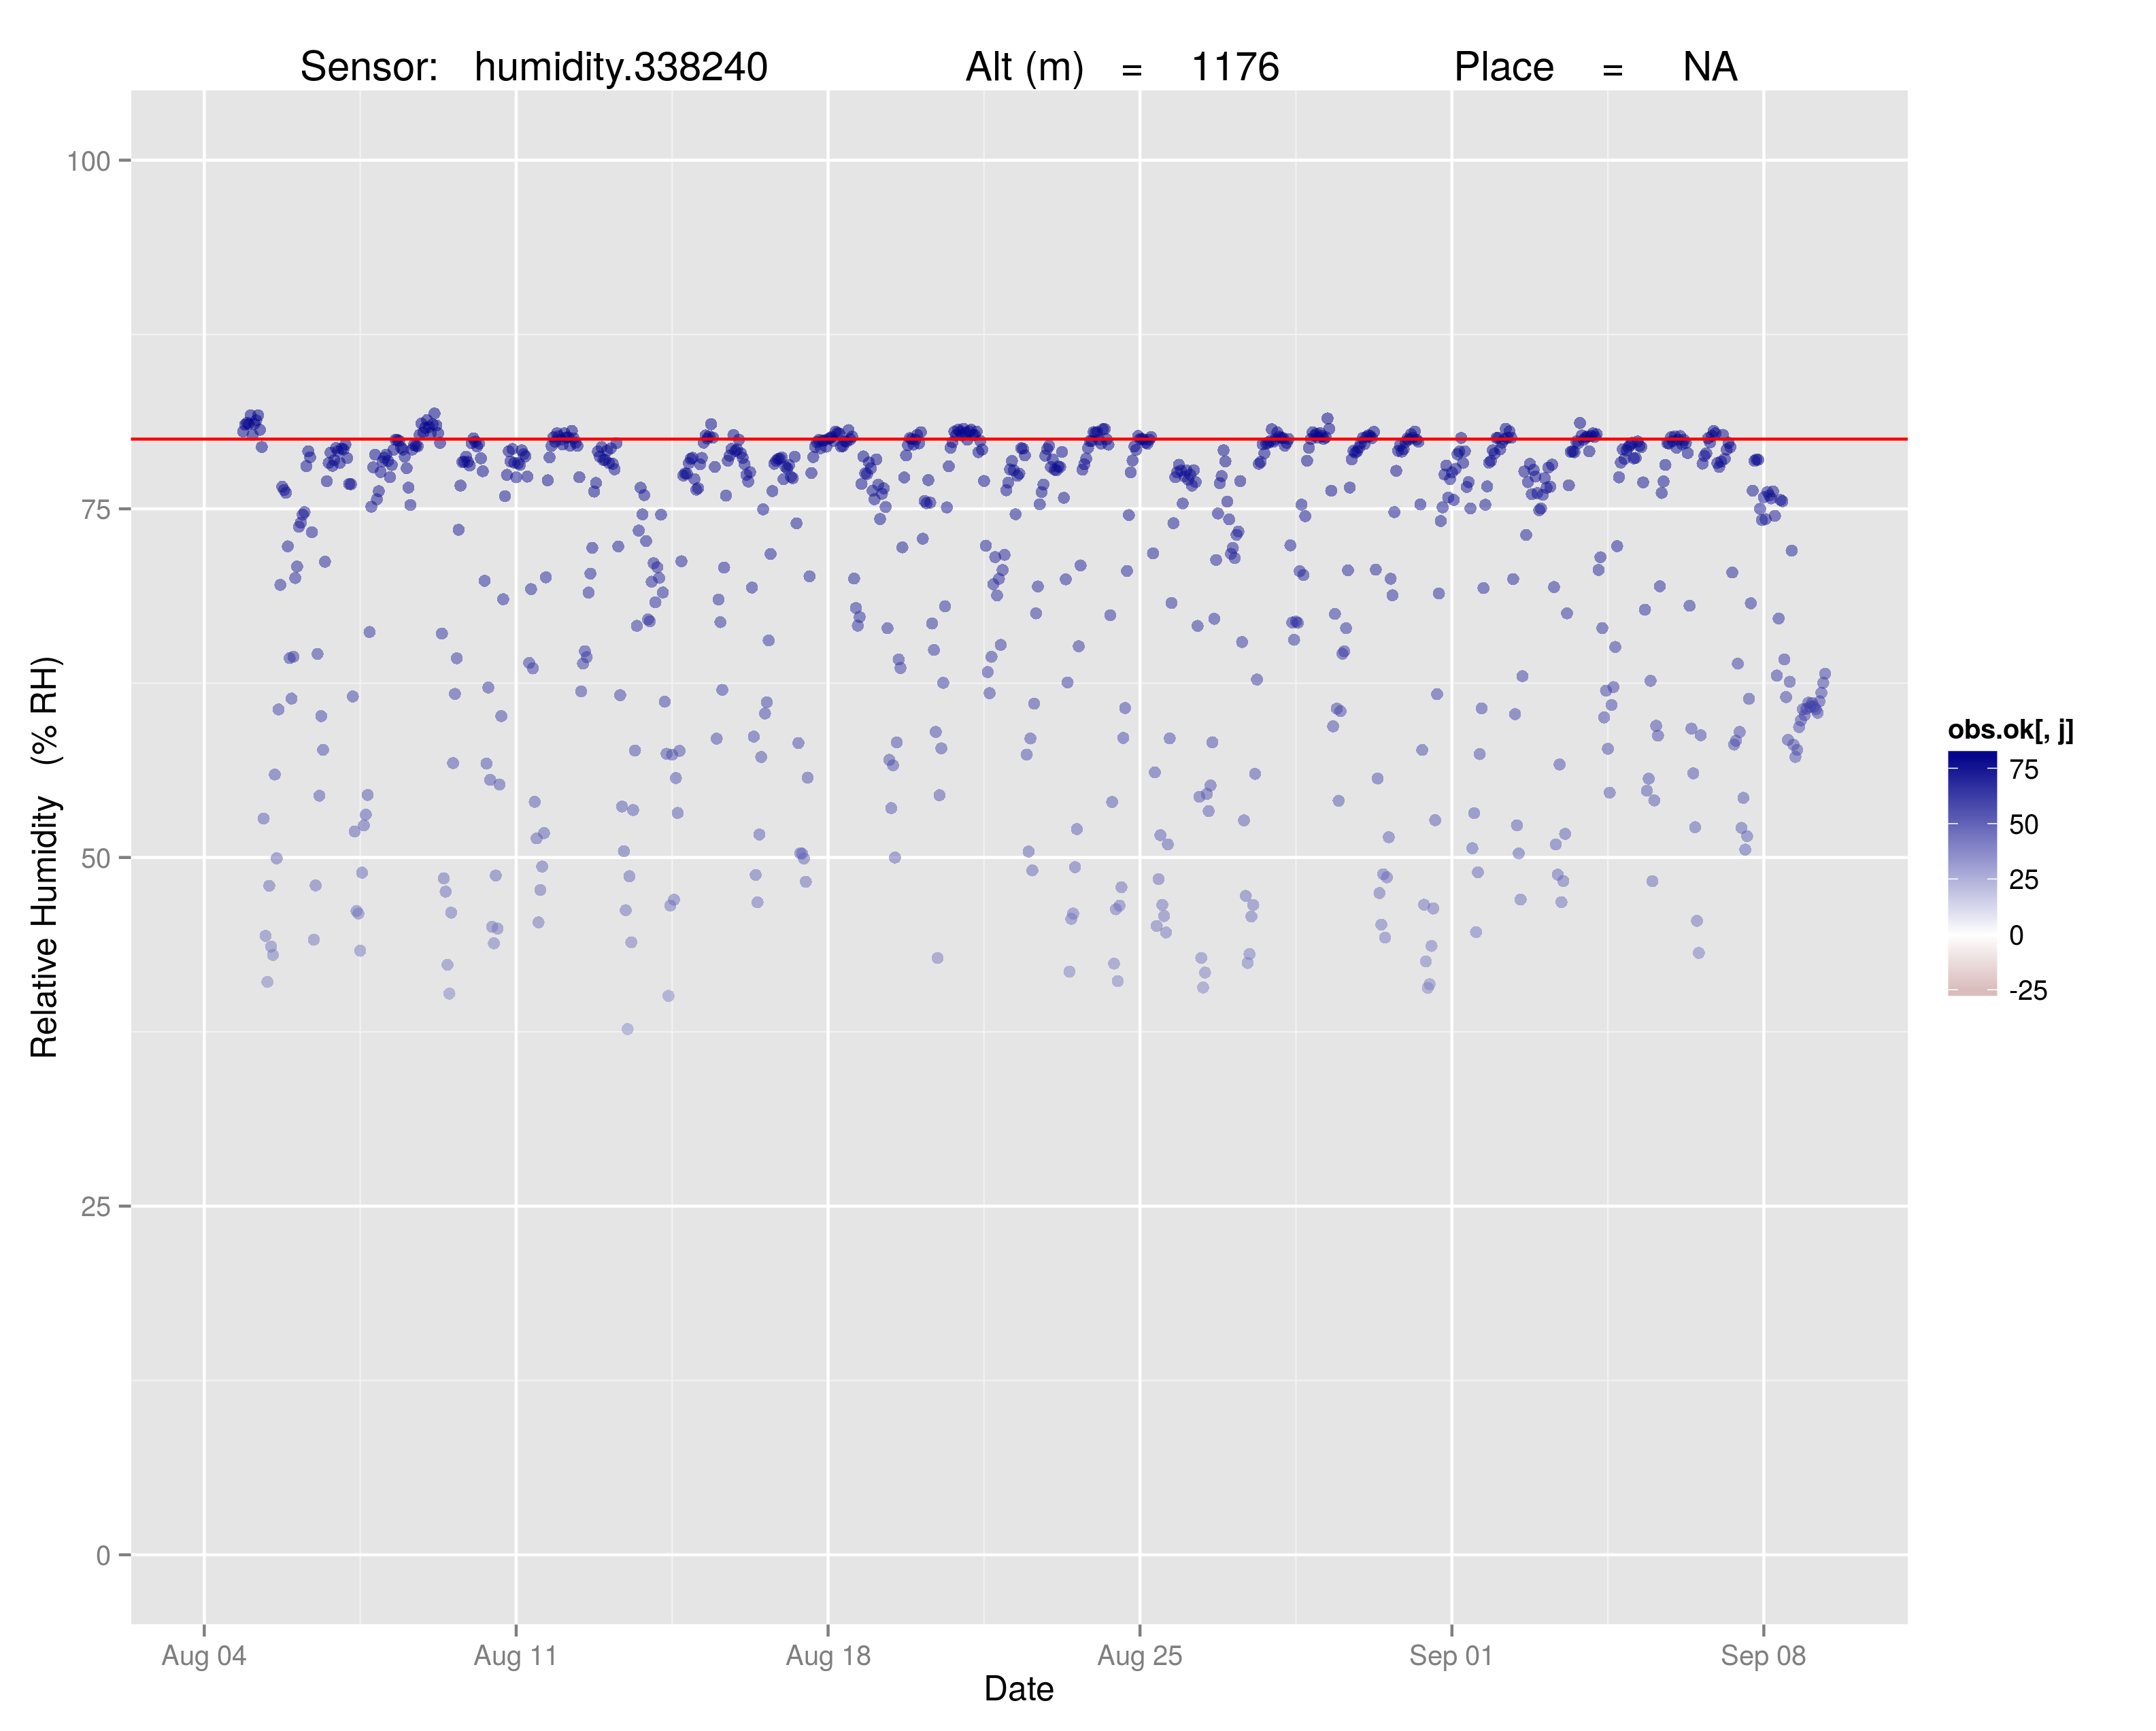 Sensor: humidity.338240 Alt (m) = 1176 Place = NA
100
75
50
25
0
Relative Humidity (% RH)
Aug 04 Aug 11 Aug 18 Aug 25 Sep 01 Sep 08
Date
obs.ok[, j]
75
50
25
0
-25